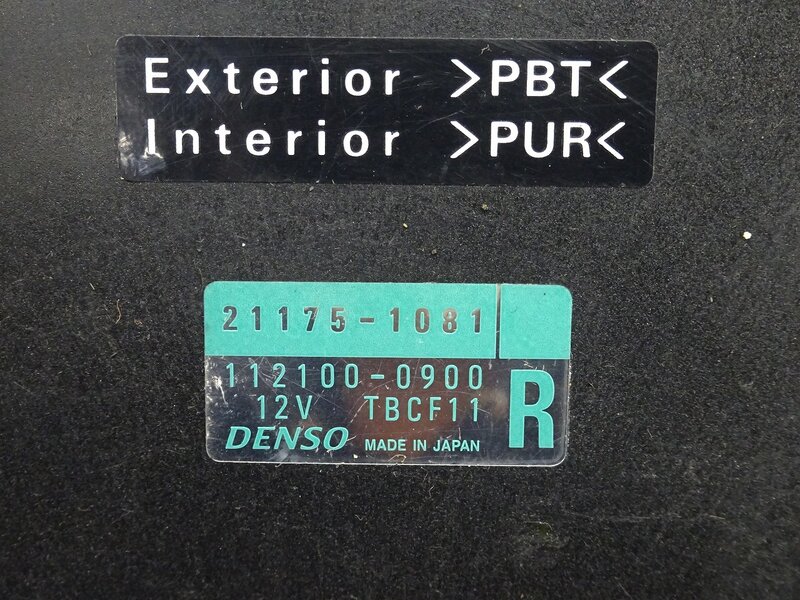 Exterior >PBT<
Interior >PUR<
21175-1081
112100-0900
12V TBCF11
R
DENSO MADE IN JAPAN